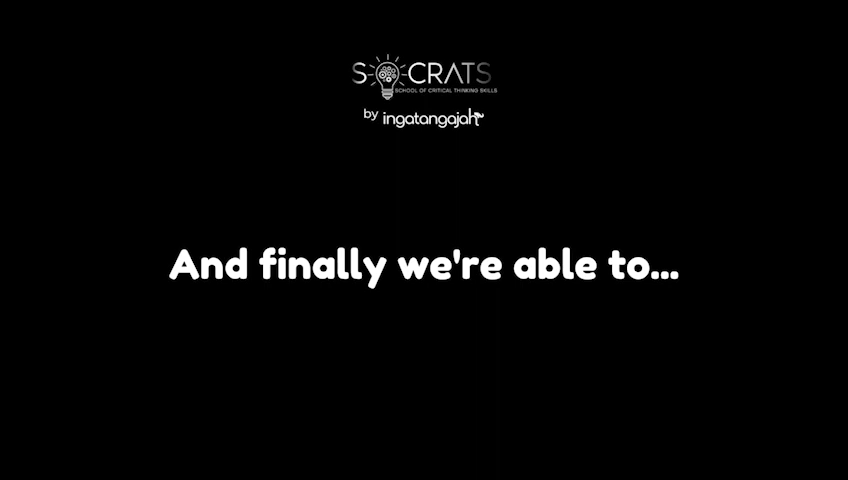 SOCRATS
SCHOOL OF CRITICAL THINKING SKILLS
by ingatangajah
And finally we're able to...